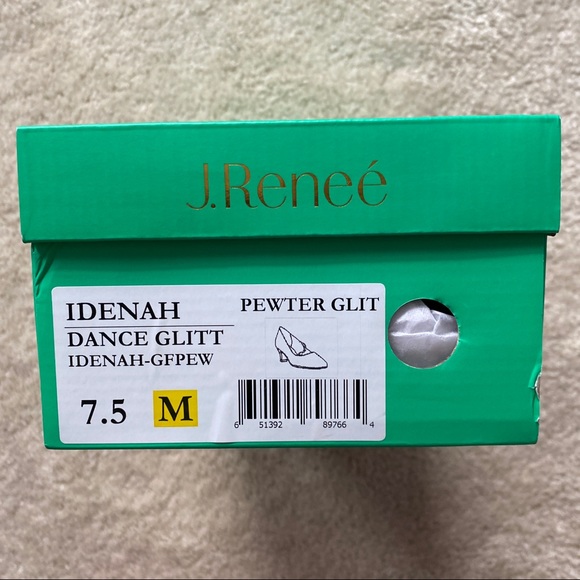 J.Reneé
IDENAH
PEWTER GLIT
DANCE GLITT
IDENAH-GFPEW
7.5 M
6 51392 89766 4